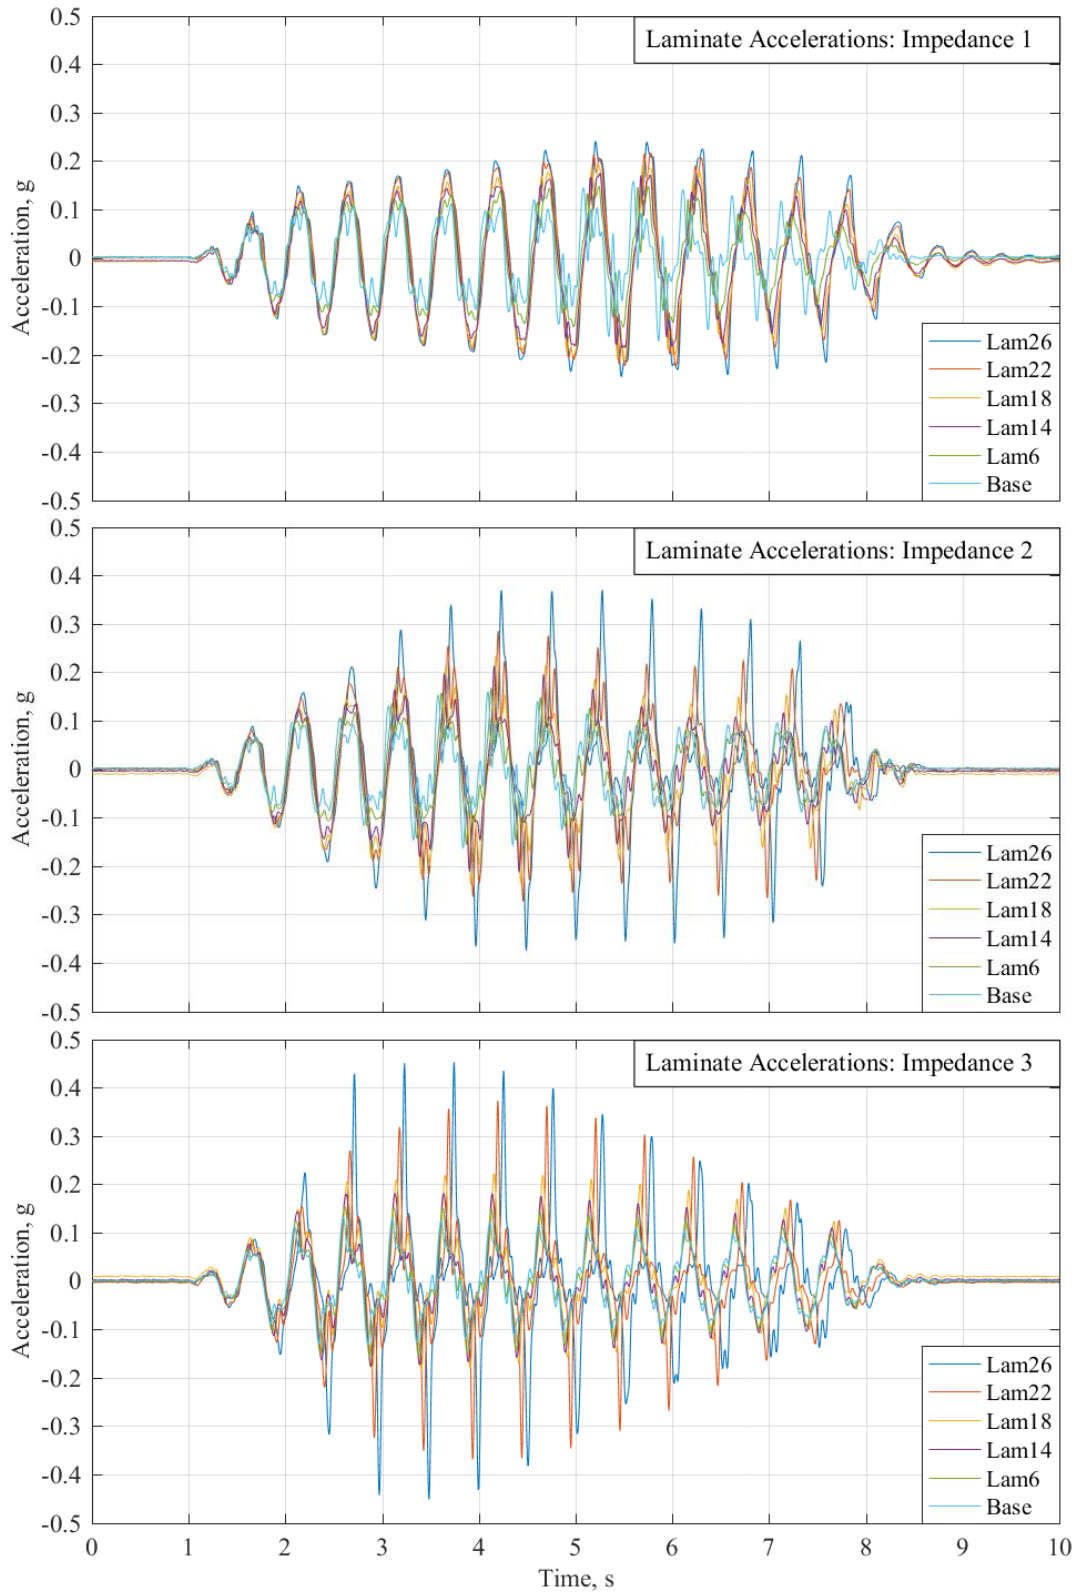 Laminate Accelerations: Impedance 1
0.5
0.4
0.3
0.2
0.1
0
-0.1
-0.2
-0.3
-0.4
-0.5
Acceleration, g
Lam26
Lam22
Lam18
Lam14
Lam6
Base
Laminate Accelerations: Impedance 2
0.5
0.4
0.3
0.2
0.1
0
-0.1
-0.2
-0.3
-0.4
-0.5
Acceleration, g
Lam26
Lam22
Lam18
Lam14
Lam6
Base
Laminate Accelerations: Impedance 3
0.5
0.4
0.3
0.2
0.1
0
-0.1
-0.2
-0.3
-0.4
-0.5
Acceleration, g
Lam26
Lam22
Lam18
Lam14
Lam6
Base
0 1 2 3 4 5 6 7 8 9 10
Time, s